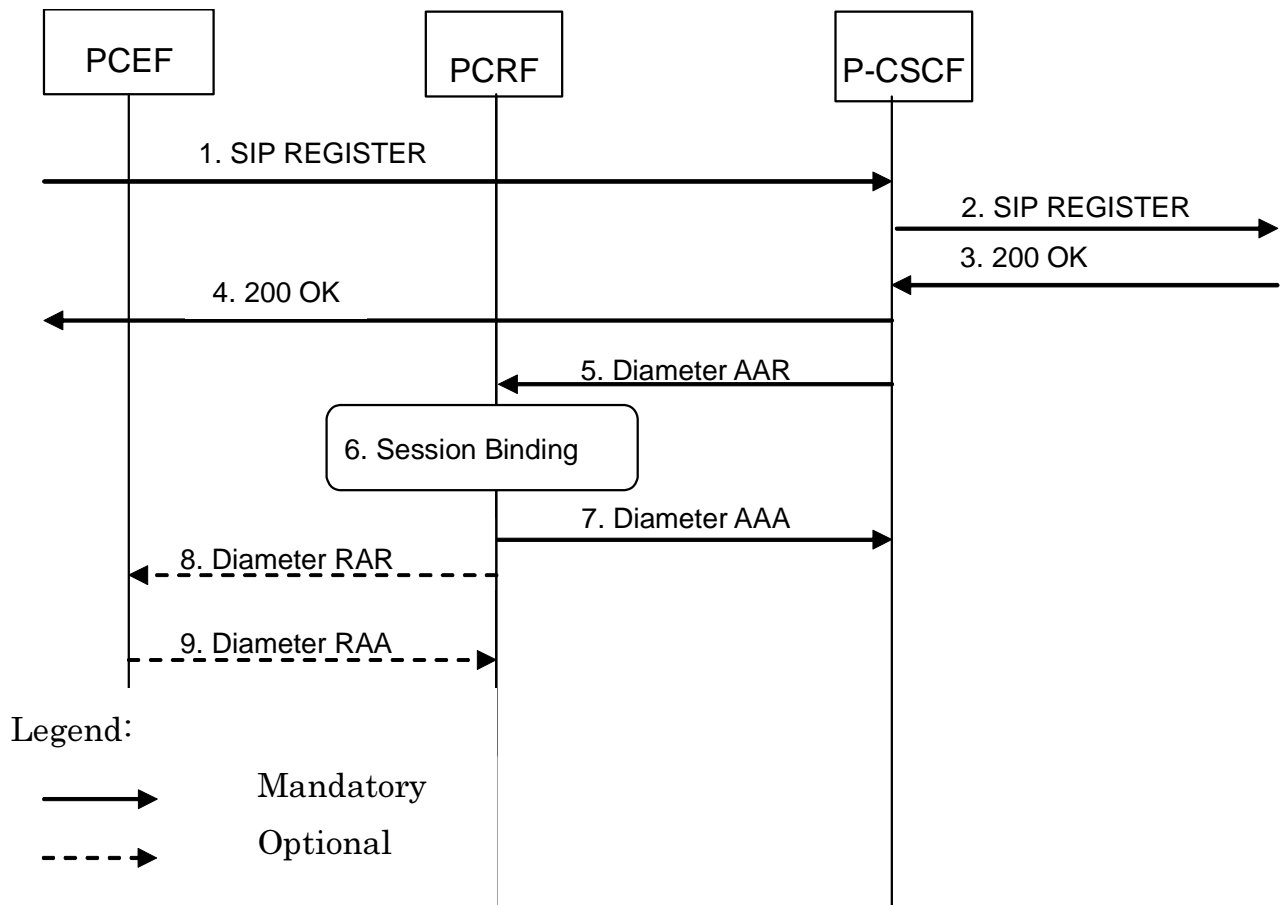 PCEF
PCRF
P-CSCF
1. SIP REGISTER
2. SIP REGISTER
3. 200 OK
4. 200 OK
5. Diameter AAR
6. Session Binding
7. Diameter AAA
8. Diameter RAR
9. Diameter RAA
Legend:
Mandatory
Optional